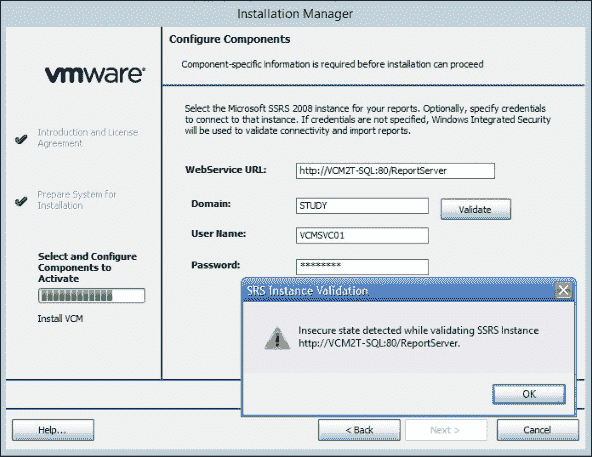 Installation Manager
Configure Components
Component-specific information is required before installation can proceed
vmware®
Introduction and License
Agreement
Prepare System for
Installation
Select and Configure
Components to
Activate
Install VCM
Select the Microsoft SSRS 2008 instance for your reports. Optionally, specify credentials
to connect to that instance. If credentials are not specified, Windows Integrated Security
will be used to validate connectivity and import reports.
WebService URL: http://VCM2T-SQL:80/ReportServer
Domain: STUDY Validate
User Name: VCMSVC01
Password: ********
SRS Instance Validation
Insecure state detected while validating SSRS Instance
http://VCM2T-SQL:80/ReportServer.
OK
Help... < Back Next > Cancel